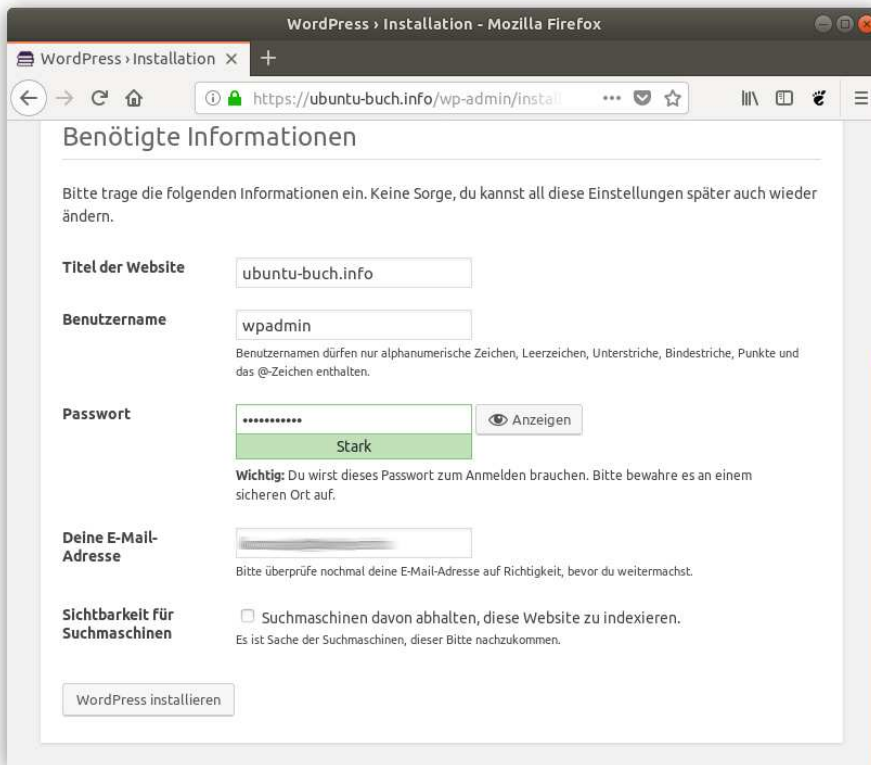 WordPress › Installation - Mozilla Firefox
WordPress › Installation
https://ubuntu-buch.info/wp-admin/instal
Benötigte Informationen
Bitte trage die folgenden Informationen ein. Keine Sorge, du kannst all diese Einstellungen später auch wieder
ändern.
Titel der Website
ubuntu-buch.info
Benutzername
wpadmin
Benutzernamen dürfen nur alphanumerische Zeichen, Leerzeichen, Unterstriche, Bindestriche, Punkte und
das @-Zeichen enthalten.
Passwort
•••••••••••
Anzeigen
Stark
Wichtig: Du wirst dieses Passwort zum Anmelden brauchen. Bitte bewahre es an einem
sicheren Ort auf.
Deine E-Mail-
Adresse
Bitte überprüfe nochmal deine E-Mail-Adresse auf Richtigkeit, bevor du weitermachst.
Sichtbarkeit für
Suchmaschinen
Suchmaschinen davon abhalten, diese Website zu indexieren.
Es ist Sache der Suchmaschinen, dieser Bitte nachzukommen.
WordPress installieren